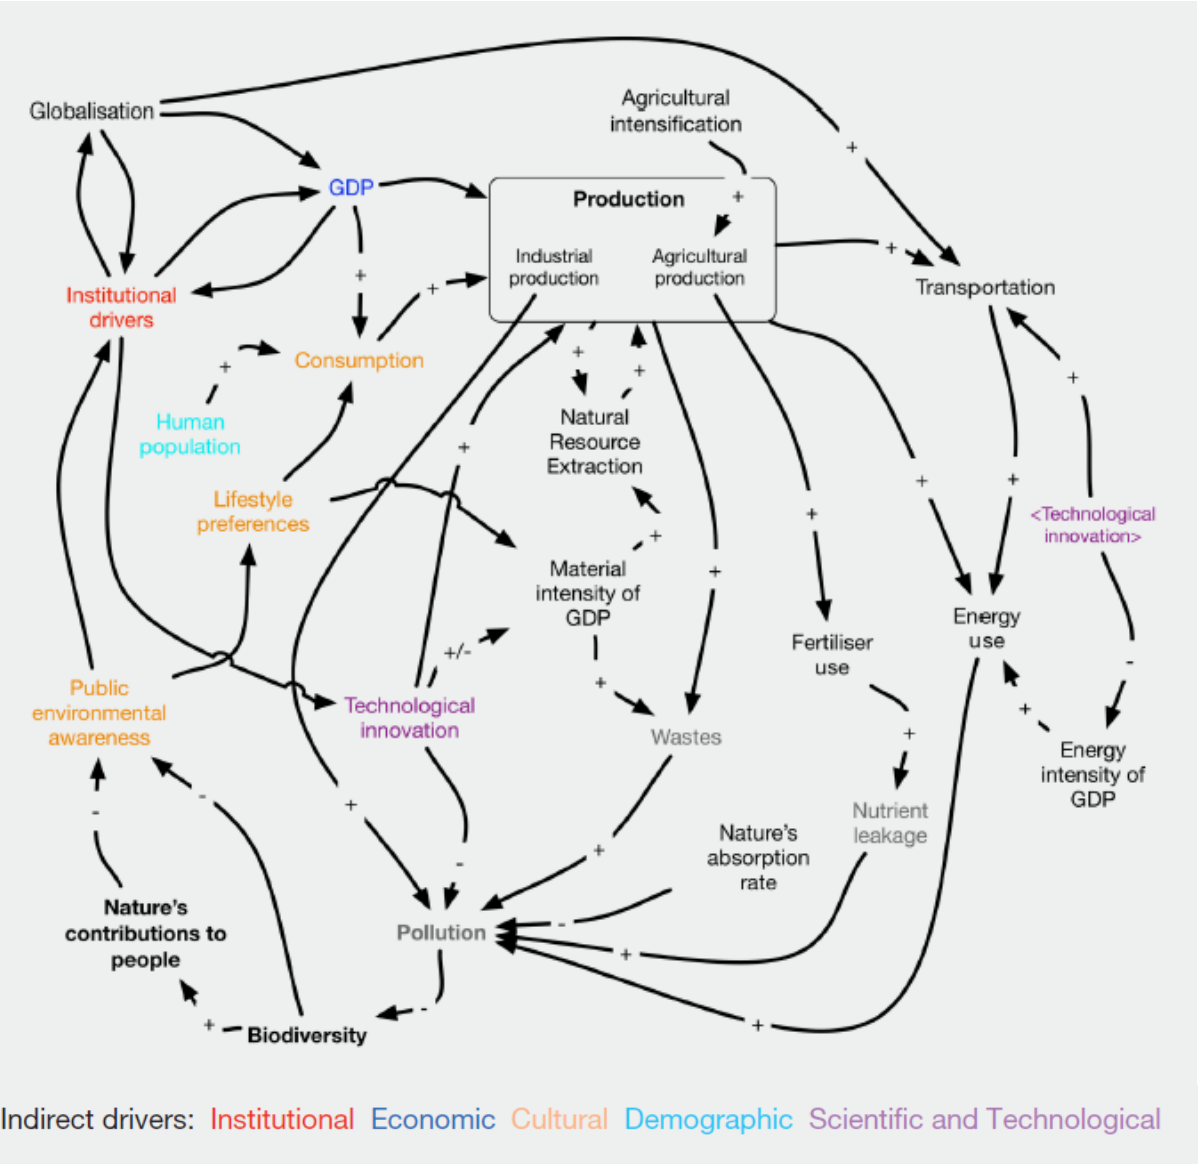 Globalisation
Agricultural
intensification
+
GDP
Production
+
Industrial
production
Agricultural
production
+
Transportation
Institutional
drivers
+
+
Consumption
+
Human
population
+
+
+
Natural
Resource
Extraction
+
+
+
+
+
Lifestyle
preferences
<Technological
innovation>
+
+
Material
intensity of
GDP
Energy
use
+/-
Fertiliser
use
-
+
+
+
Public
environmental
awareness
Technological
innovation
Wastes
Energy
intensity of
GDP
-
-
+
Nutrient
leakage
Nature's
absorption
rate
+
-
Nature's
contributions to
people
Pollution
-
+
-
+
+
Biodiversity
Indirect drivers: Institutional Economic Cultural Demographic Scientific and Technological